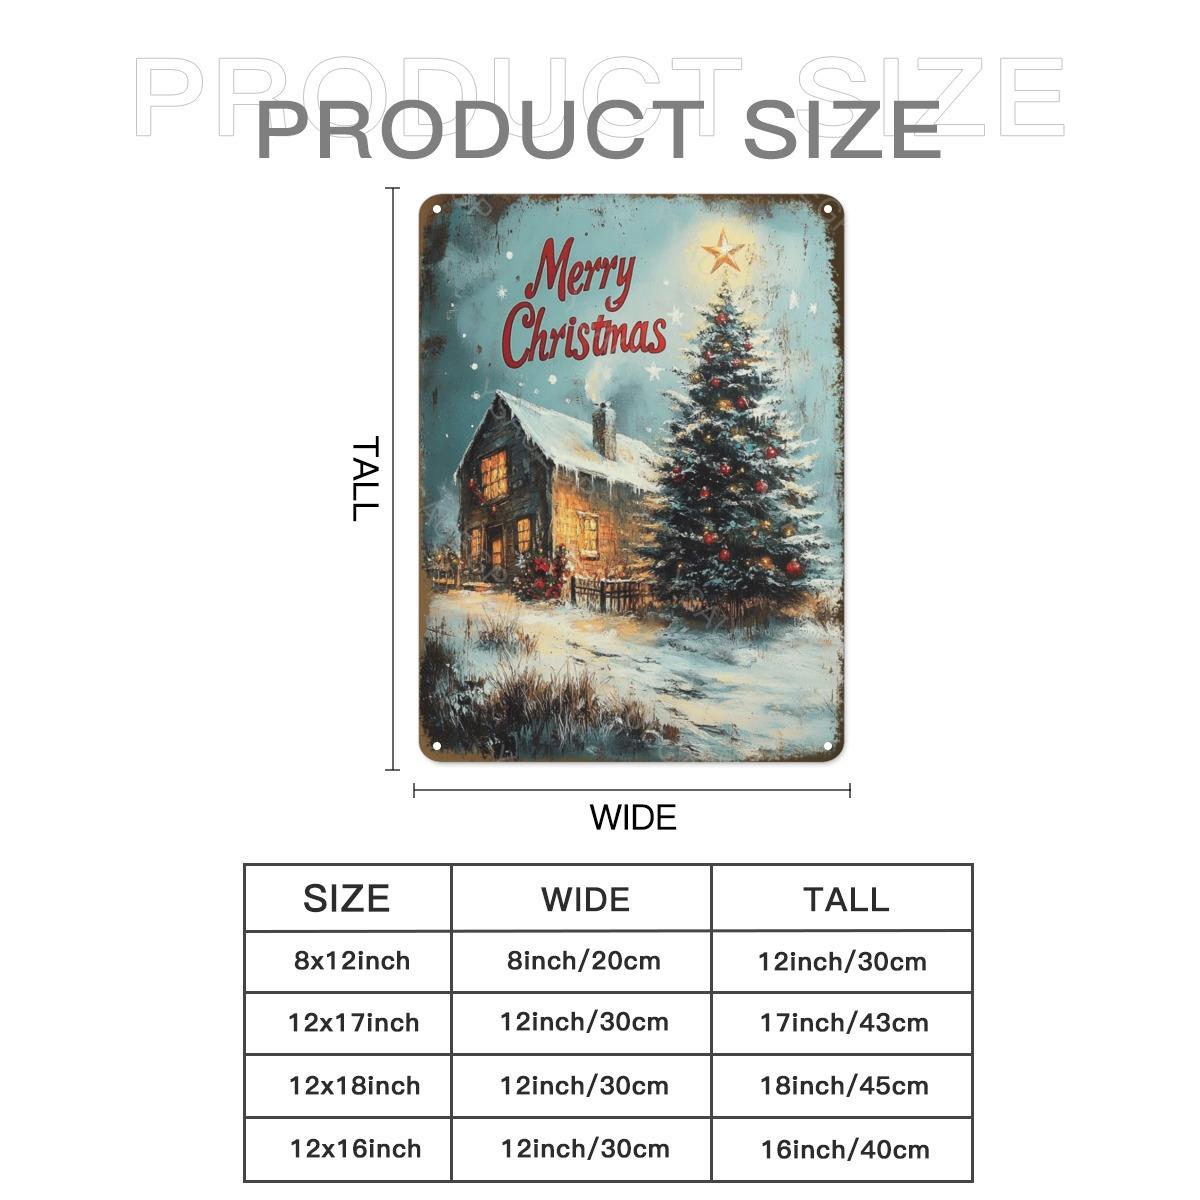 PRODUCT SIZE
PRODUCT SIZE
Merry
Christmas
TALL
WIDE
SIZE WIDE TALL
8x12inch 8inch/20cm 12inch/30cm
12x17inch 12inch/30cm 17inch/43cm
12x18inch 12inch/30cm 18inch/45cm
12x16inch 12inch/30cm 16inch/40cm